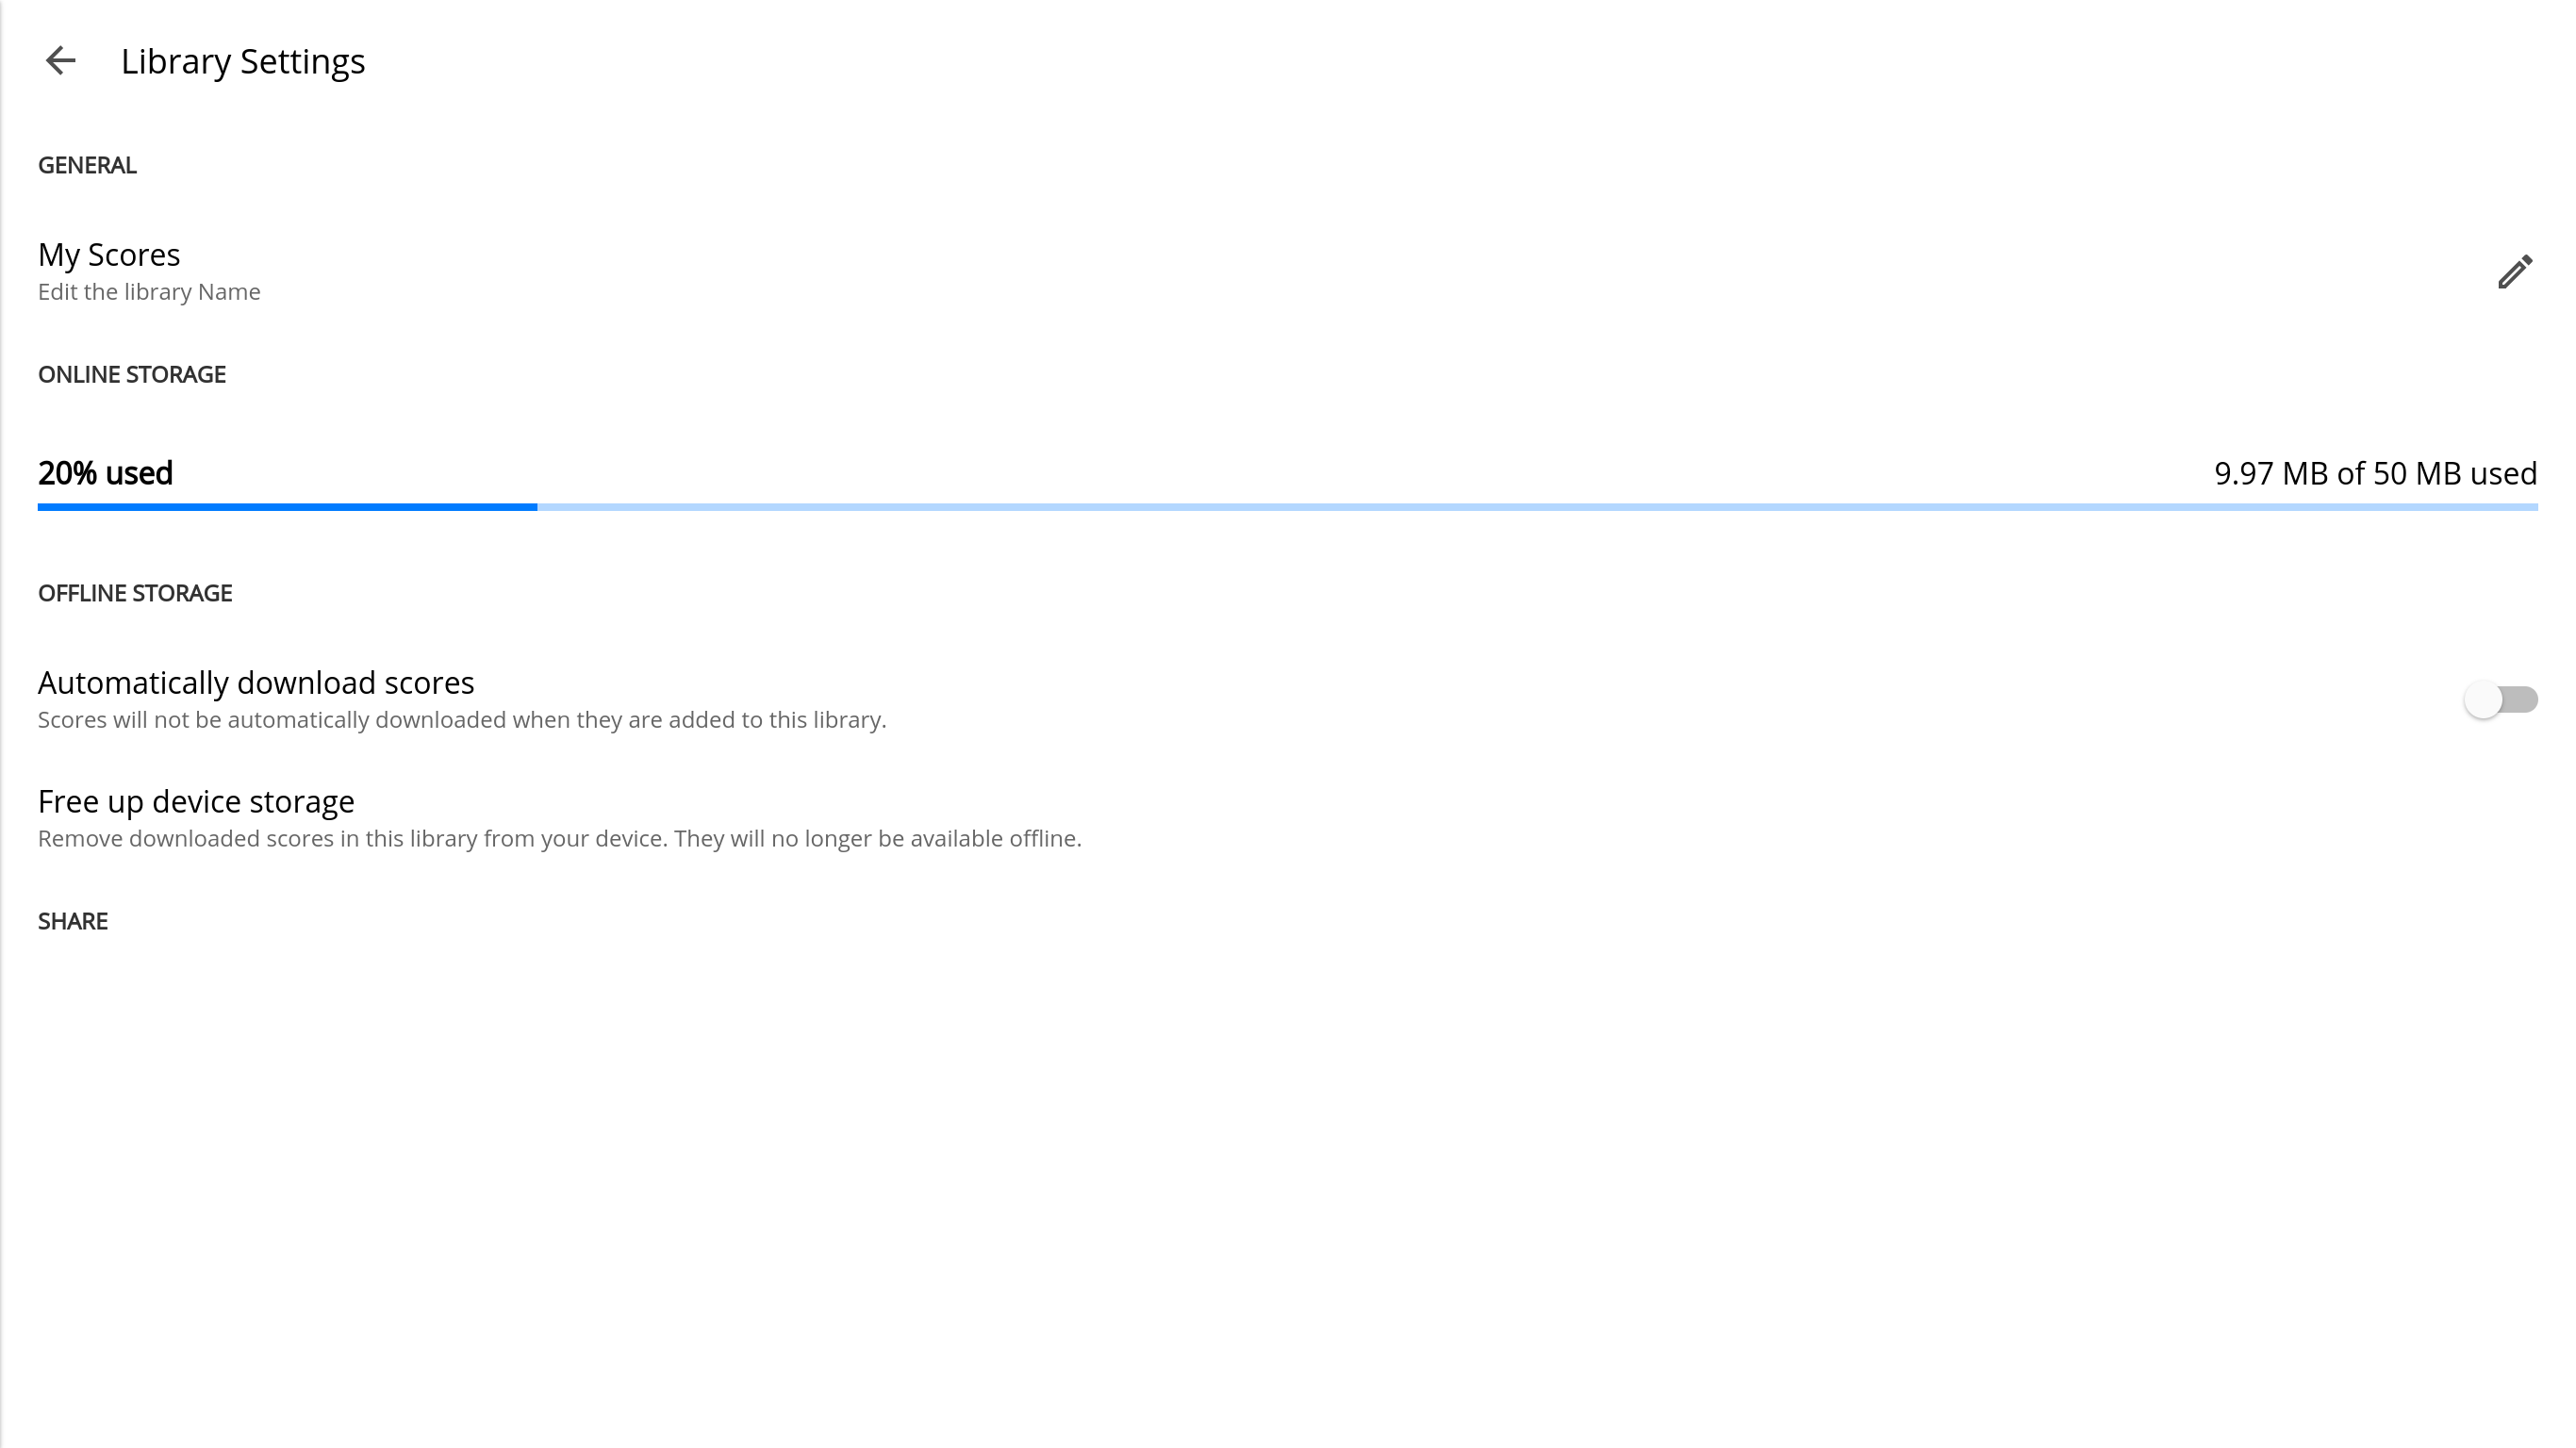 Library Settings
GENERAL
My Scores
Edit the library Name
ONLINE STORAGE
20% used
9.97 MB of 50 MB used
OFFLINE STORAGE
Automatically download scores
Scores will not be automatically downloaded when they are added to this library.
Free up device storage
Remove downloaded scores in this library from your device. They will no longer be available offline.
SHARE